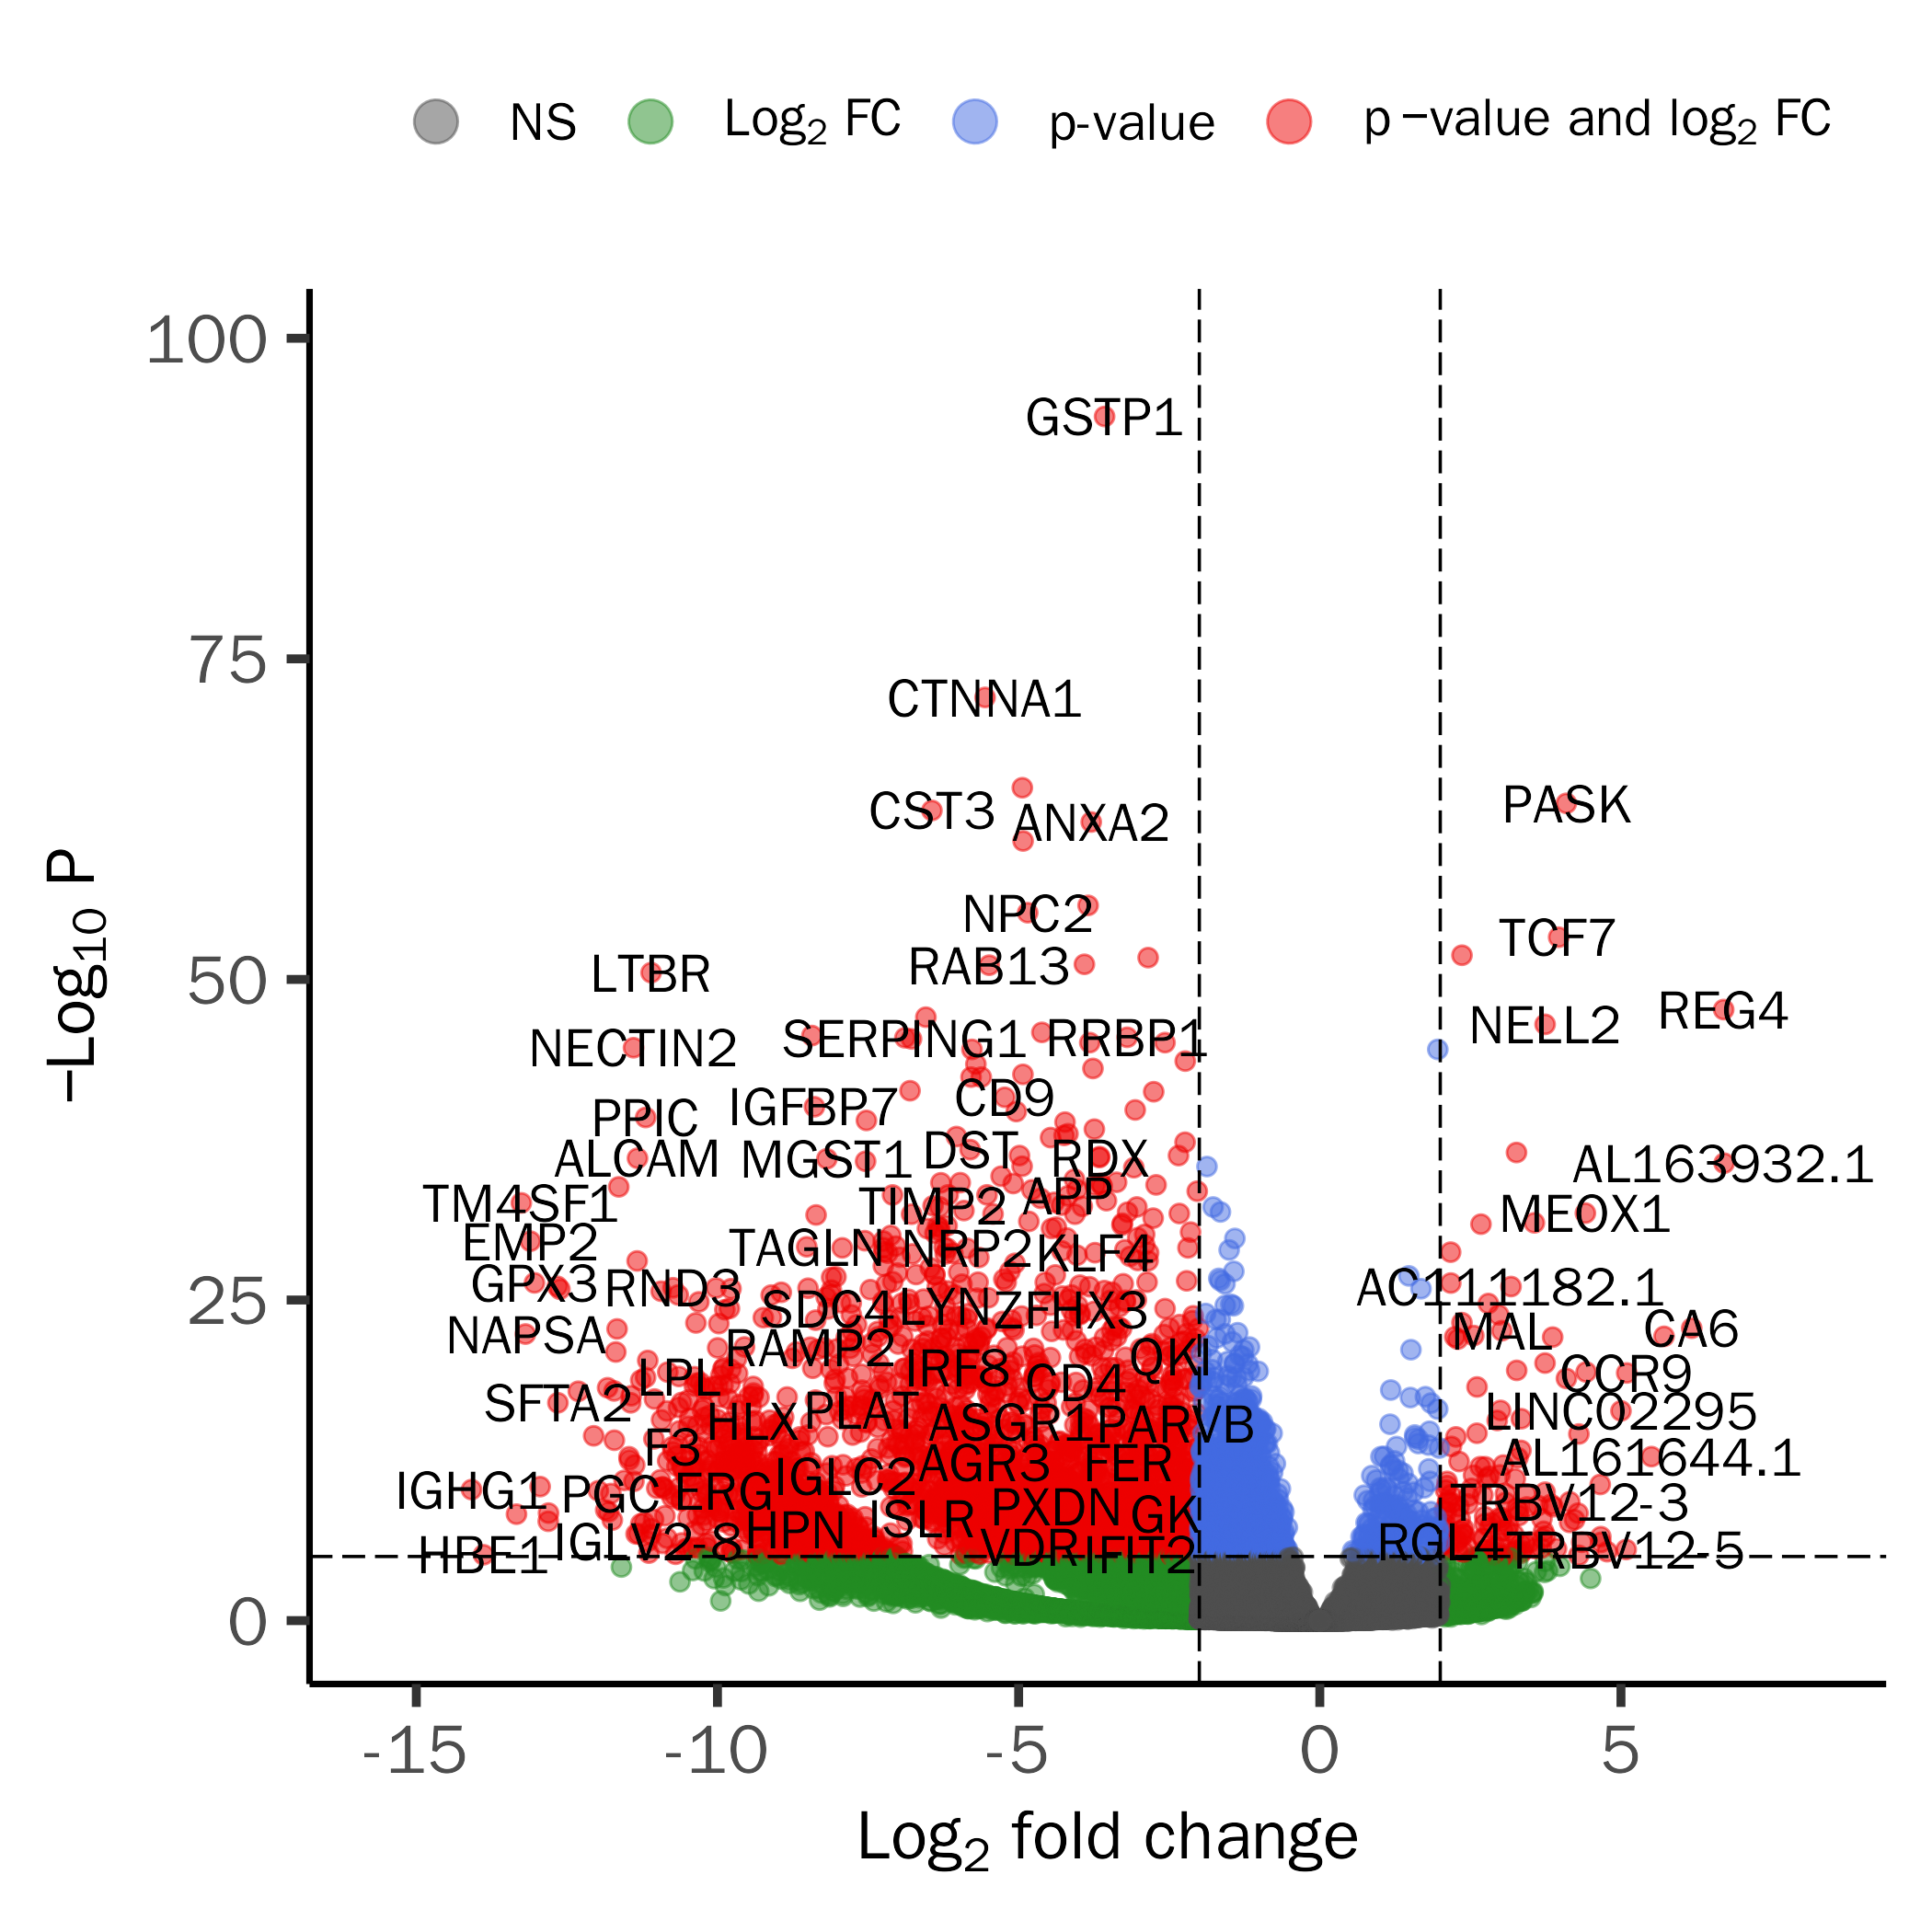 NS Log2 FC p-value p −value and log2 FC
100
GSTP1
75
CTNNA1
CST3 ANXA2 PASK
NPC2 TCF7
50
LTBR RAB13 REG4
NECTIN2 SERPING1 RRBP1 NELL2
PPIC IGFBP7 CD9
ALCAM MGST1 DST RDX AL163932.1
TM4SF1 TIMP2 APP MEOX1
EMP2 TAGLN NRP2 KLF4
GPX3 RND3 AC111182.1
25
SDC4 LYN ZFHX3
NAPSA RAMP2 MAL CA6
LPL IRF8 CD4 QKI CCR9
SFTA2 HLX PLAT ASGR1 PARVB LINC02295
F3 IGLC2 AGR3 FER AL161644.1
IGHG1 PGC ERG PXDN GK TRBV12-3
HBE1 IGLV2-8 HPN ISLR VDR IFIT2 RGL4 TRBV12-5
0
−Log10 P
-15 -10 -5 0 5
Log2 fold change